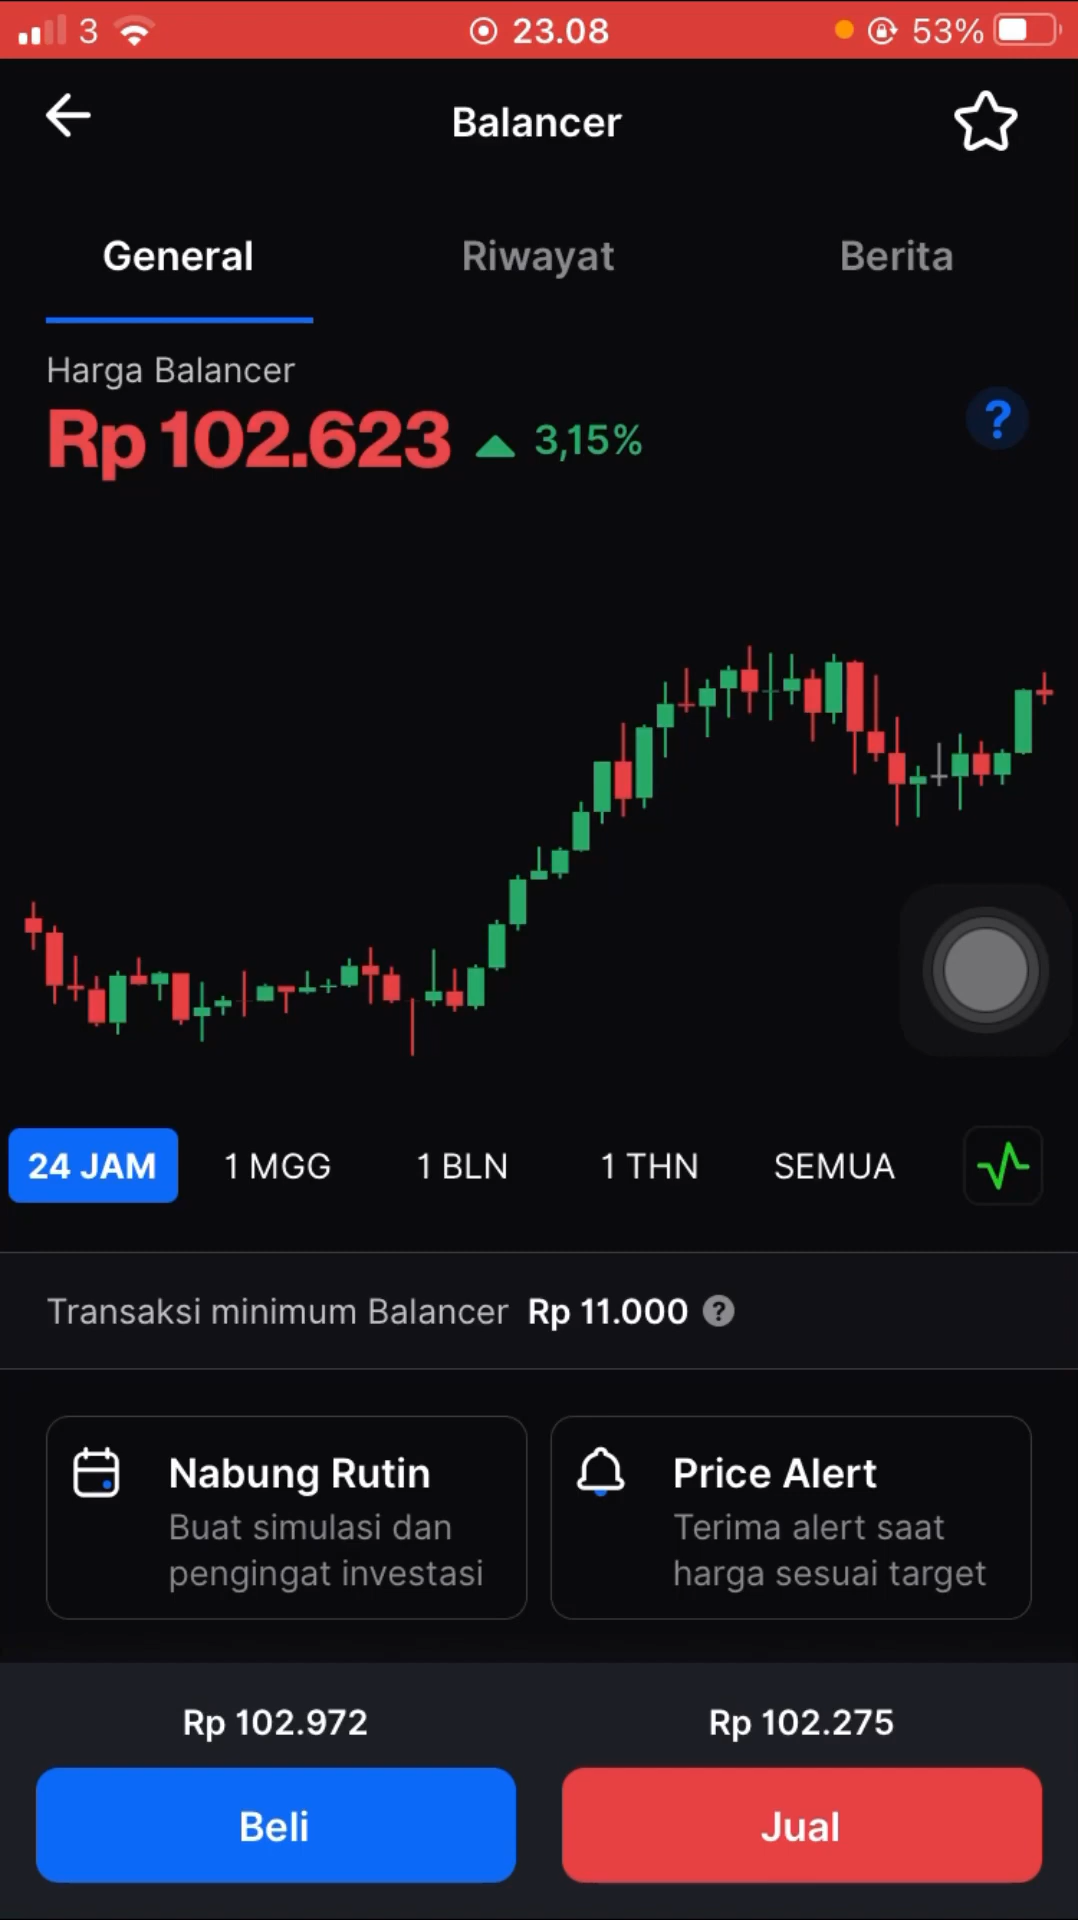 3 23.08 53%
Balancer
General Riwayat Berita
Harga Balancer
Rp 102.623 3,15% ?
24 JAM 1 MGG 1 BLN 1 THN SEMUA
Transaksi minimum Balancer Rp 11.000 ?
Nabung Rutin
Buat simulasi dan
pengingat investasi
Price Alert
Terima alert saat
harga sesuai target
Rp 102.972 Rp 102.275
Beli Jual